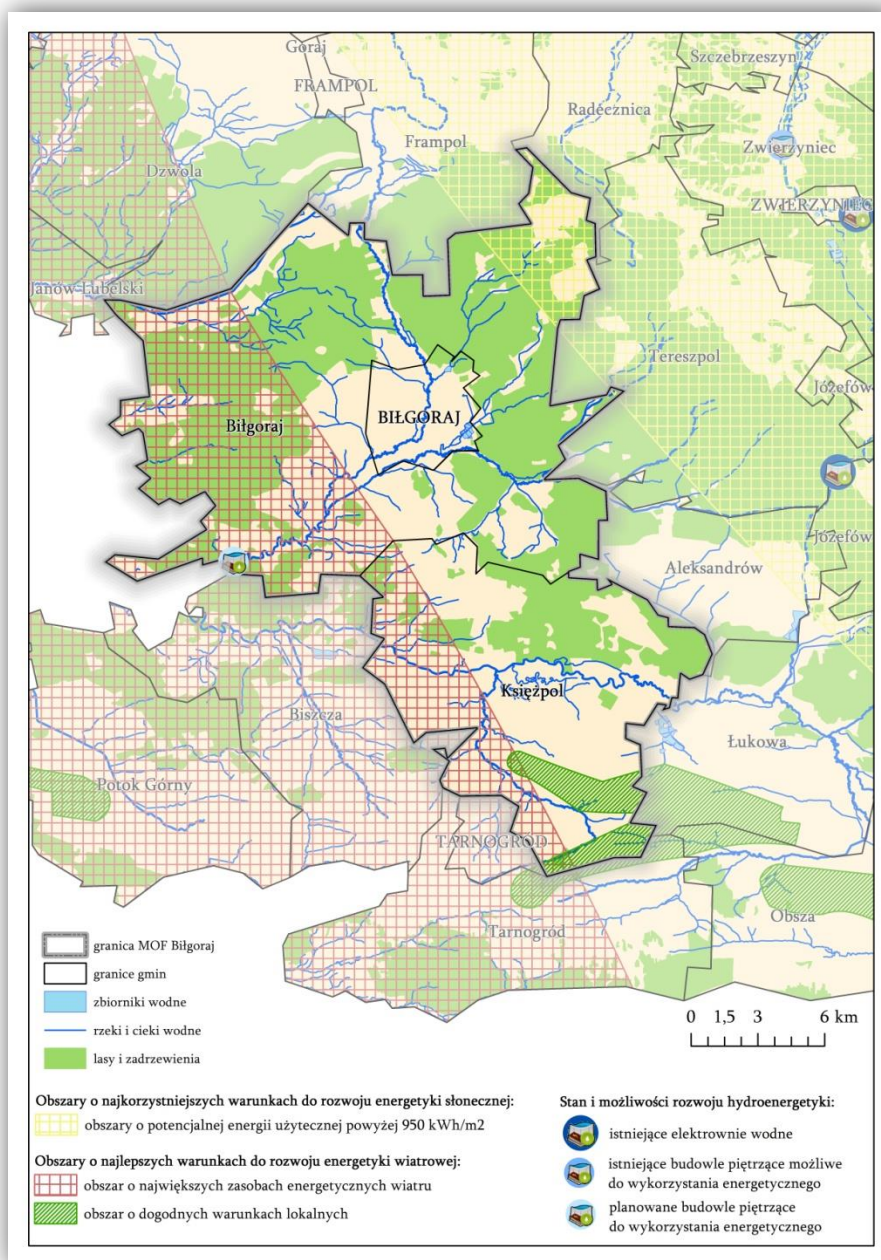 Goraj
FRAMPOL
Szczebrzeszyn
Radecznica
Frampol
Zwierzyniec
Dzwola
ZWIERZYNIEC
Janów Lubelski
Tereszpol
Józefów
Biłgoraj
BIŁGORAJ
Józefów
Aleksandrów
Księżpol
Biszcza
Łukowa
Potok Górny
TARNOGRÓD
Obsza
Tarnogród
granica MOF Biłgoraj
granice gmin
zbiorniki wodne
rzeki i cieki wodne
lasy i zadrzewienia
0 1,5 3 6 km
Obszary o najkorzystniejszych warunkach do rozwoju energetyki słonecznej:
obszary o potencjalnej energii użytecznej powyżej 950 kWh/m2
Obszary o najlepszych warunkach do rozwoju energetyki wiatrowej:
obszar o największych zasobach energetycznych wiatru
obszar o dogodnych warunkach lokalnych
Stan i możliwości rozwoju hydroenergetyki:
istniejące elektrownie wodne
istniejące budowle piętrzące możliwe
do wykorzystania energetycznego
planowane budowle piętrzące
do wykorzystania energetycznego